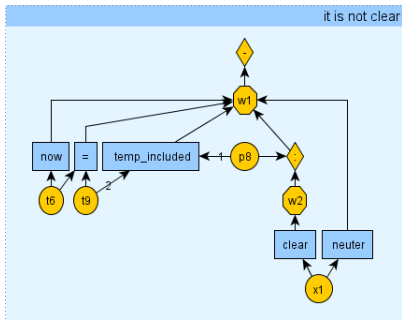 it is not clear
-
w1
now = temp_included 1 p8 :
t6 t9 2 w2
clear neuter
x1